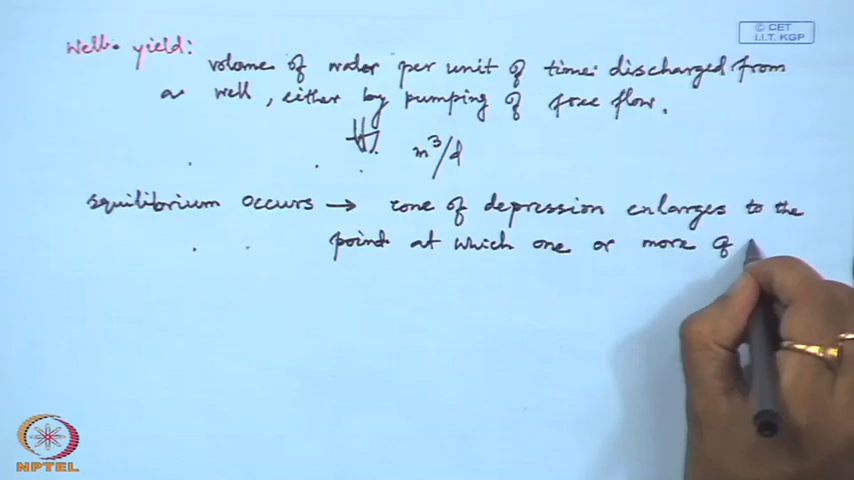 Well yield:
© CET
I.I.T. KGP
volume of water per unit of time discharged from
a well, either by pumping of free flow.
m³/d
equilibrium occurs → cone of depression enlarges to the
point at which one or more of
NPTEL